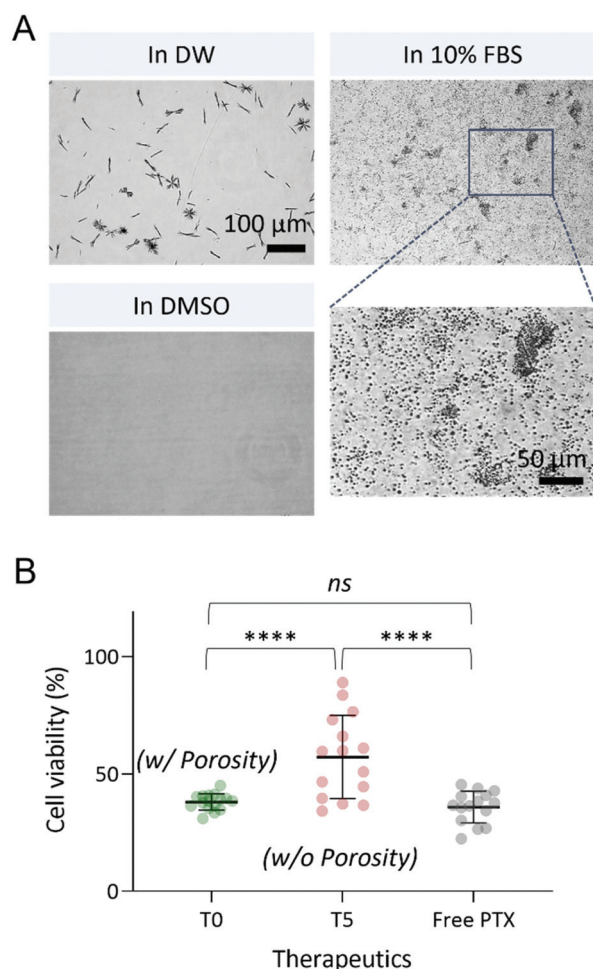 A
In DW
In 10% FBS
100 μm
In DMSO
50 μm
B
ns
****
****
100
50
0
Cell viability (%)
(w/ Porosity)
(w/o Porosity)
T0
T5
Free PTX
Therapeutics